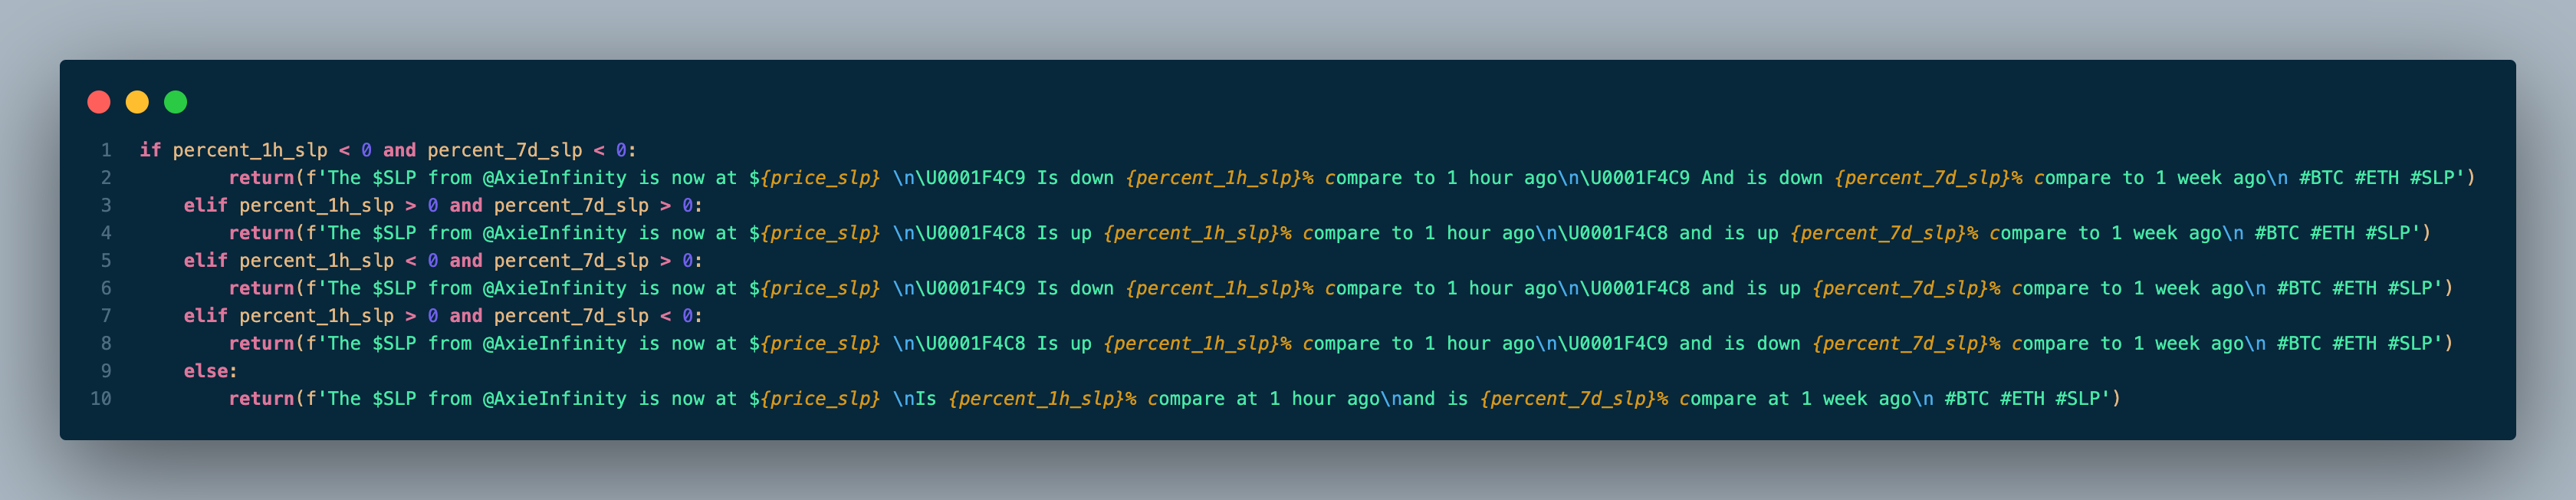 1 if percent_1h_slp < 0 and percent_7d_slp < 0:
2         return(f'The $SLP from @AxieInfinity is now at ${price_slp} \n\U0001F4C9 Is down {percent_1h_slp}% compare to 1 hour ago\n\U0001F4C9 And is down {percent_7d_slp}% compare to 1 week ago\n #BTC #ETH #SLP')
3     elif percent_1h_slp > 0 and percent_7d_slp > 0:
4         return(f'The $SLP from @AxieInfinity is now at ${price_slp} \n\U0001F4C8 Is up {percent_1h_slp}% compare to 1 hour ago\n\U0001F4C8 and is up {percent_7d_slp}% compare to 1 week ago\n #BTC #ETH #SLP')
5     elif percent_1h_slp < 0 and percent_7d_slp > 0:
6         return(f'The $SLP from @AxieInfinity is now at ${price_slp} \n\U0001F4C9 Is down {percent_1h_slp}% compare to 1 hour ago\n\U0001F4C8 and is up {percent_7d_slp}% compare to 1 week ago\n #BTC #ETH #SLP')
7     elif percent_1h_slp > 0 and percent_7d_slp < 0:
8         return(f'The $SLP from @AxieInfinity is now at ${price_slp} \n\U0001F4C8 Is up {percent_1h_slp}% compare to 1 hour ago\n\U0001F4C9 and is down {percent_7d_slp}% compare to 1 week ago\n #BTC #ETH #SLP')
9     else:
10         return(f'The $SLP from @AxieInfinity is now at ${price_slp} \nIs {percent_1h_slp}% compare at 1 hour ago\nand is {percent_7d_slp}% compare at 1 week ago\n #BTC #ETH #SLP')